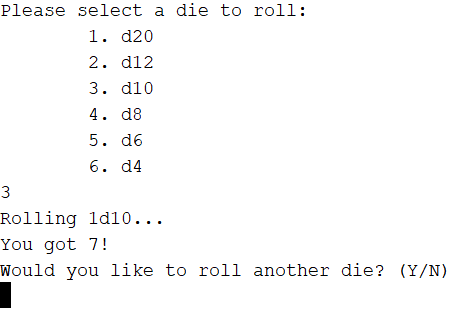 Please select a die to roll:
1. d20
2. d12
3. d10
4. d8
5. d6
6. d4
3
Rolling 1d10...
You got 7!
Would you like to roll another die? (Y/N)